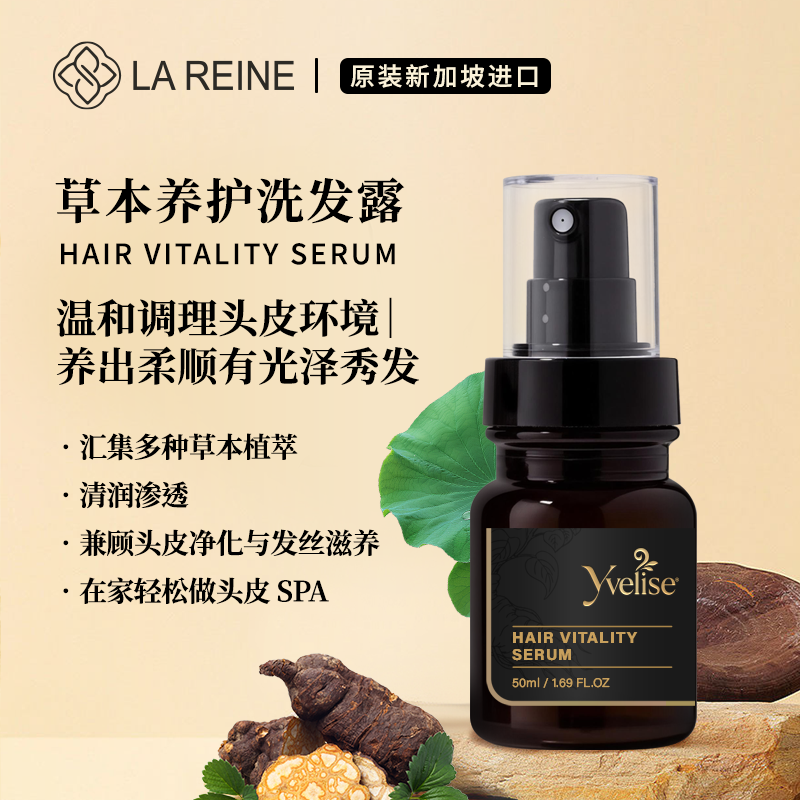 LA REINE | 原装新加坡进口
草本养护洗发露
HAIR VITALITY SERUM
温和调理头皮环境|
养出柔顺有光泽秀发
· 汇集多种草本植萃
· 清润渗透
· 兼顾头皮净化与发丝滋养
· 在家轻松做头皮 SPA
Yvelise®
HAIR VITALITY
SERUM
50ml / 1.69 FL.OZ